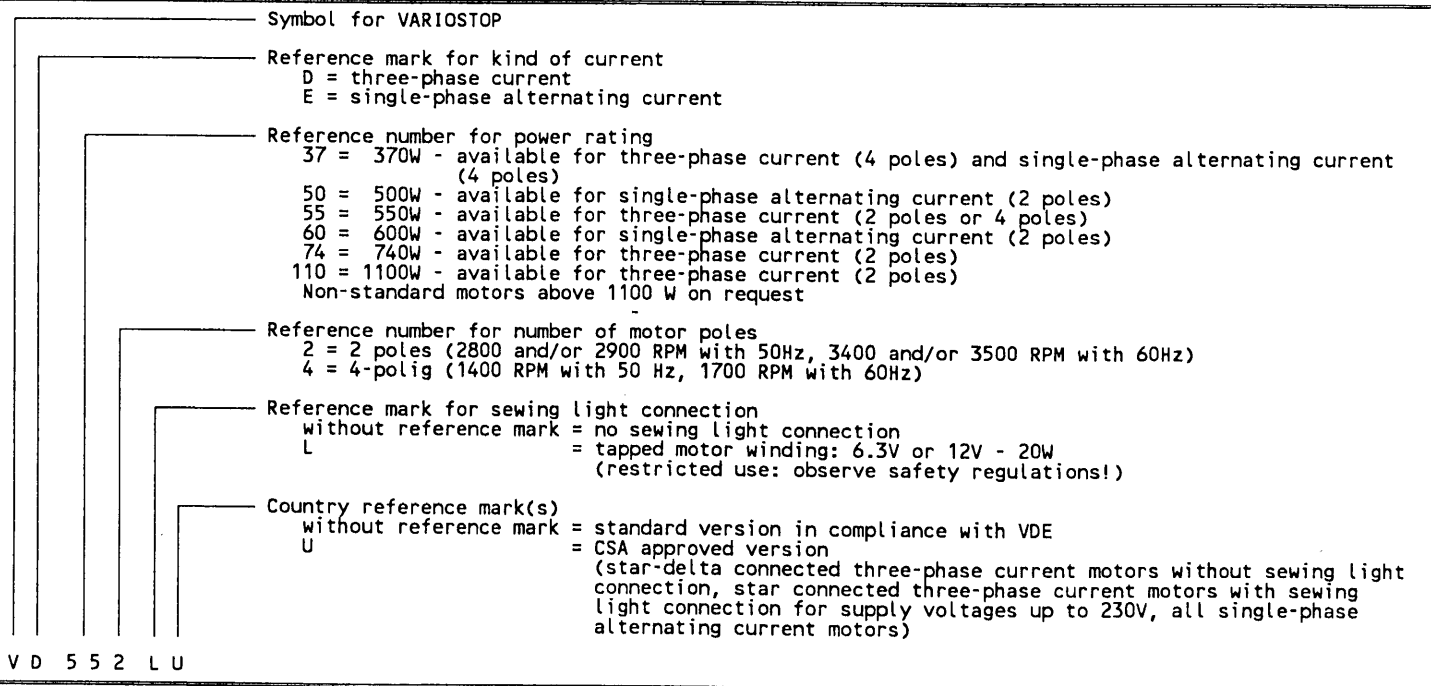 Symbol for VARIOSTOP
Reference mark for kind of current
D = three-phase current
E = single-phase alternating current
Reference number for power rating
37 = 370W - available for three-phase current (4 poles) and single-phase alternating current
(4 poles)
50 = 500W - available for single-phase alternating current (2 poles)
55 = 550W - available for three-phase current (2 poles or 4 poles)
60 = 600W - available for single-phase alternating current (2 poles)
74 = 740W - available for three-phase current (2 poles)
110 = 1100W - available for three-phase current (2 poles)
Non-standard motors above 1100 W on request
Reference number for number of motor poles
2 = 2 poles (2800 and/or 2900 RPM with 50Hz, 3400 and/or 3500 RPM with 60Hz)
4 = 4-polig (1400 RPM with 50 Hz, 1700 RPM with 60Hz)
Reference mark for sewing light connection
without reference mark = no sewing light connection
L = tapped motor winding: 6.3V or 12V - 20W
(restricted use: observe safety regulations!)
Country reference mark(s)
without reference mark = standard version in compliance with VDE
U = CSA approved version
(star-delta connected three-phase current motors without sewing light
connection, star connected three-phase current motors with sewing
light connection for supply voltages up to 230V, all single-phase
alternating current motors)
V D 5 5 2 L U